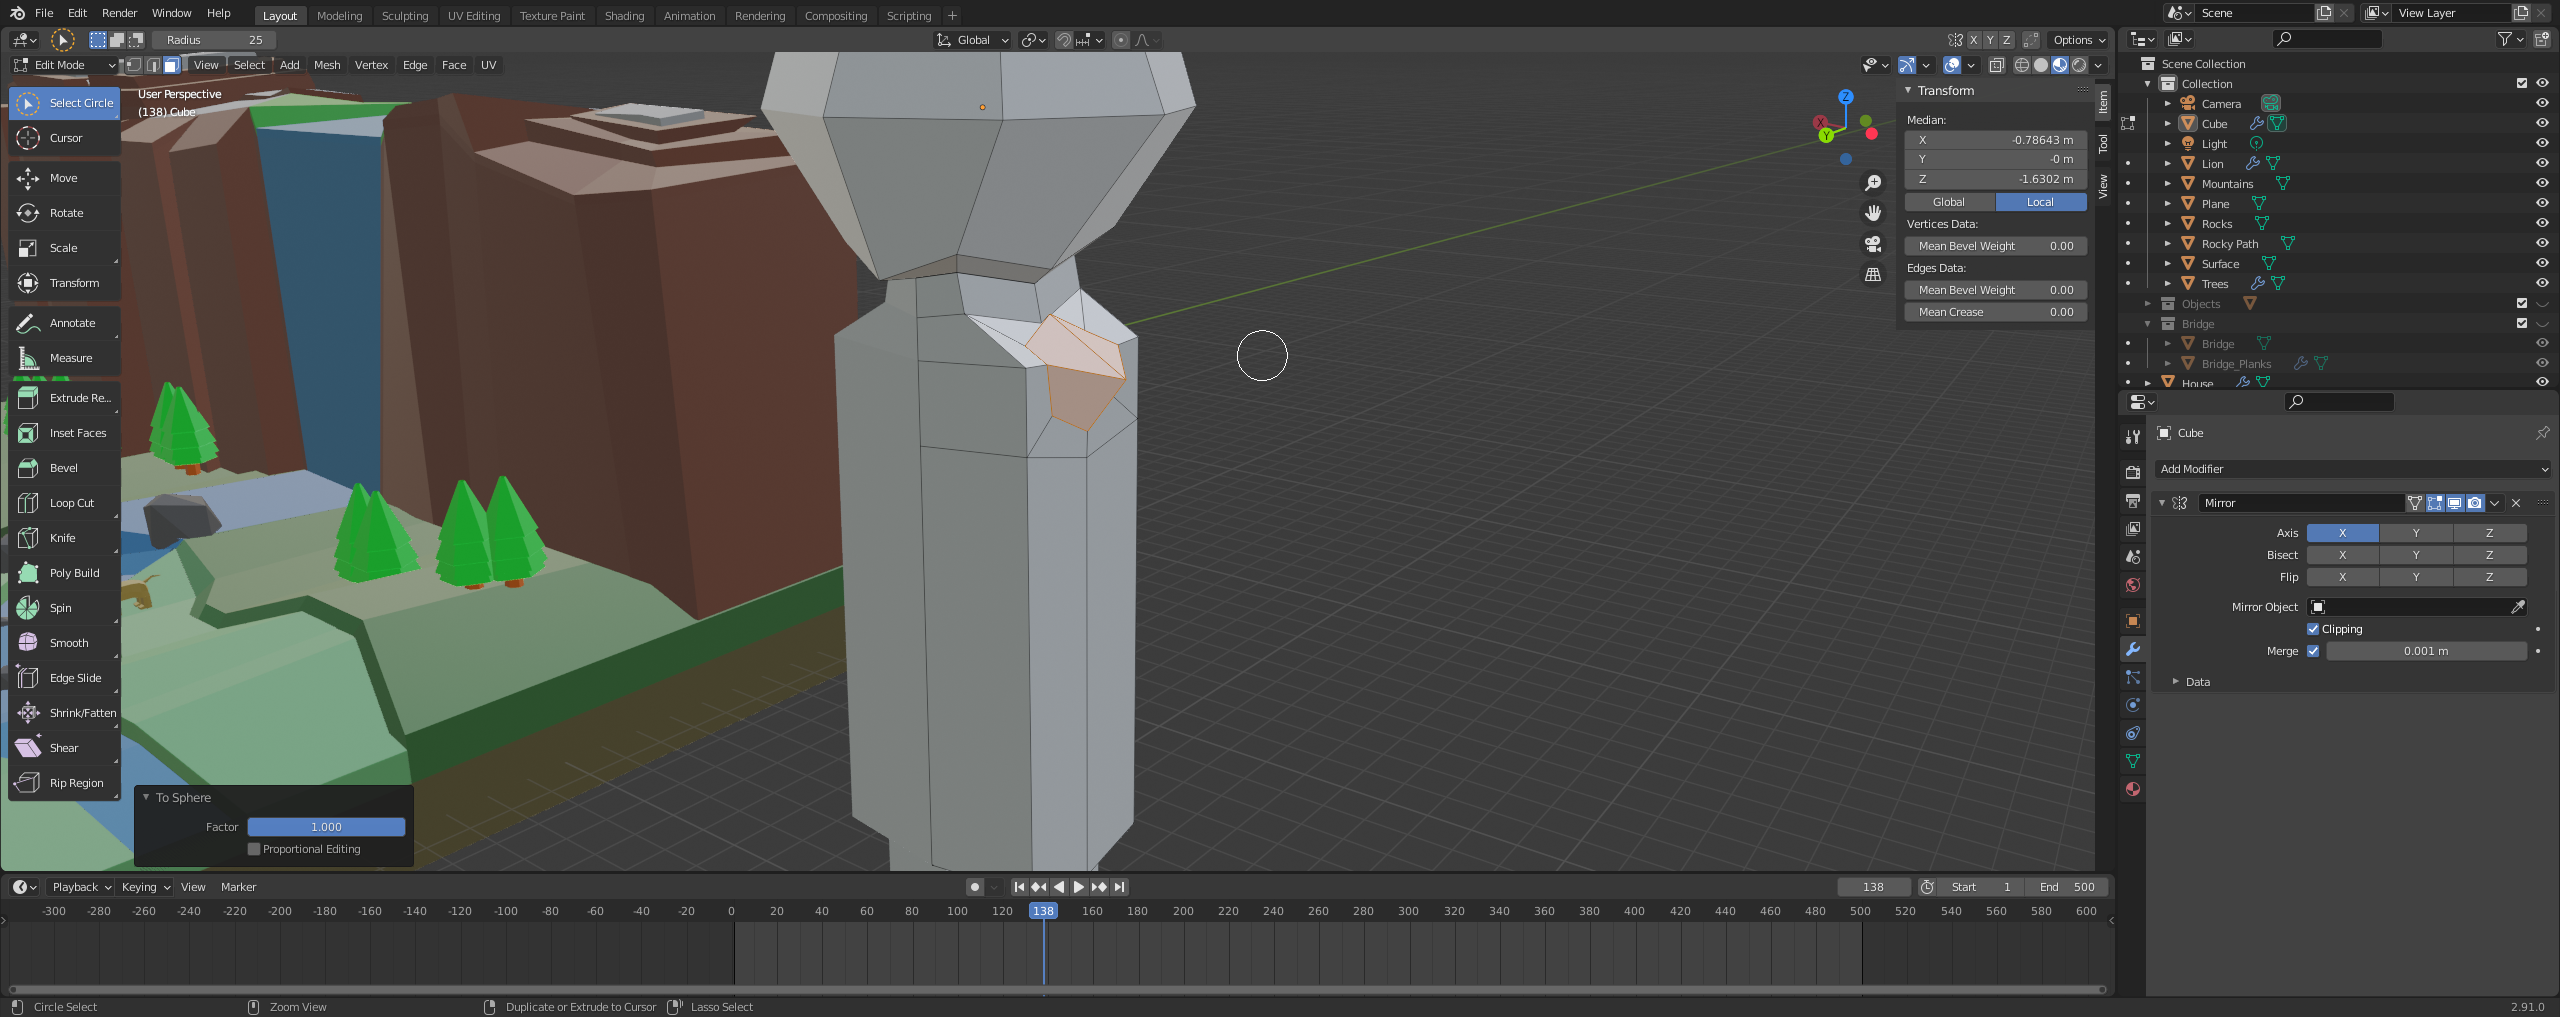 File Edit Render Window Help Layout Modeling Sculpting UV Editing Texture Paint Shading Animation Rendering Compositing Scripting + Scene View Layer
Radius 25 Global X Y Z Options
Edit Mode View Select Add Mesh Vertex Edge Face UV
User Perspective
(138) Cube
Select Circle
Cursor
Move
Rotate
Scale
Transform
Annotate
Measure
Extrude Re...
Inset Faces
Bevel
Loop Cut
Knife
Poly Build
Spin
Smooth
Edge Slide
Shrink/Fatten
Shear
Rip Region
To Sphere
Factor 1.000
Proportional Editing
Z
X
Y
Transform
Median:
X -0.78643 m
Y -0 m
Z -1.6302 m
Global Local
Vertices Data:
Mean Bevel Weight 0.00
Edges Data:
Mean Bevel Weight 0.00
Mean Crease 0.00
Item
Tool
View
Scene Collection
Collection
Camera
Cube
Light
Lion
Mountains
Plane
Rocks
Rocky Path
Surface
Trees
Objects
Bridge
Bridge
Bridge_Planks
House
Cube
Add Modifier
Mirror
Axis X Y Z
Bisect X Y Z
Flip X Y Z
Mirror Object
Clipping
Merge 0.001 m
Data
Playback Keying View Marker 138 Start 1 End 500
-300 -280 -260 -240 -220 -200 -180 -160 -140 -120 -100 -80 -60 -40 -20 0 20 40 60 80 100 120 138 160 180 200 220 240 260 280 300 320 340 360 380 400 420 440 460 480 500 520 540 560 580 600
Circle Select Zoom View Duplicate or Extrude to Cursor Lasso Select 2.91.0